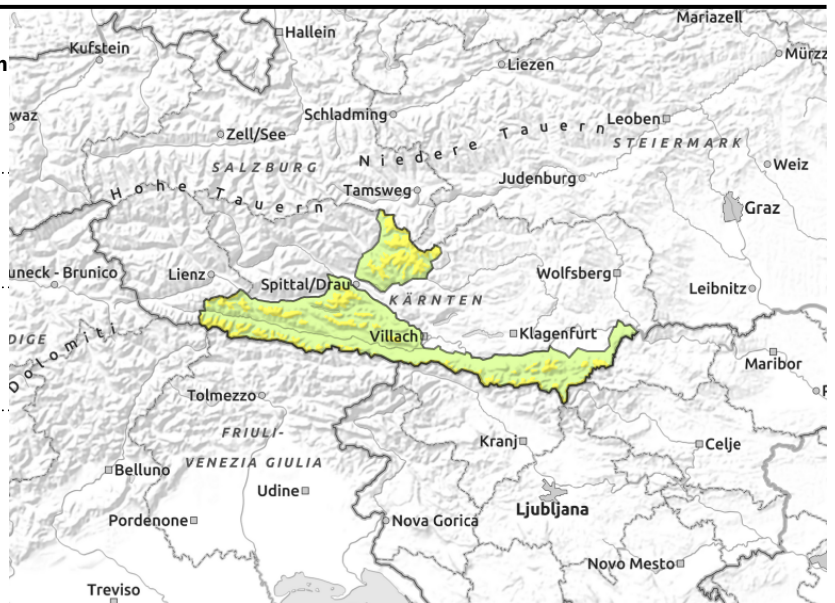 Mariazell
Hallein
Kufstein
Liezen
Mürzz
waz
Schladming
Leoben
Zell/See
Niedere Tauern
STEIERMARK
SALZBURG
Weiz
Hohe Tauern
Tamsweg
Judenburg
Graz
uneck - Brunico
Lienz
Spittal/Drau
Wolfsberg
Leibnitz
KÄRNTEN
DIGE
Dolomiti
Villach
Klagenfurt
Maribor
Tolmezzo
P
FRIULI-
VENEZIA GIULIA
Kranj
Celje
Belluno
Udine
Ljubljana
Pordenone
Nova Gorica
Novo Mesto
Treviso